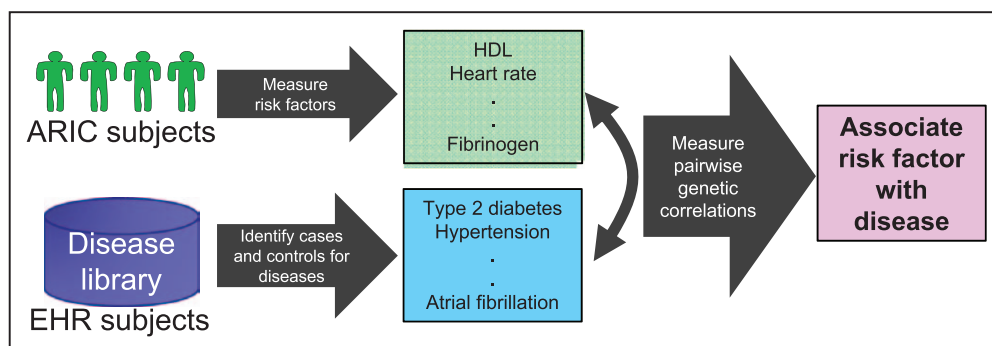 ARIC subjects
Measure
risk factors
HDL
Heart rate
.
.
Fibrinogen
Disease
library
EHR subjects
Identify cases
and controls for
diseases
Type 2 diabetes
Hypertension
.
.
Atrial fibrillation
Measure
pairwise
genetic
correlations
Associate
risk factor
with
disease